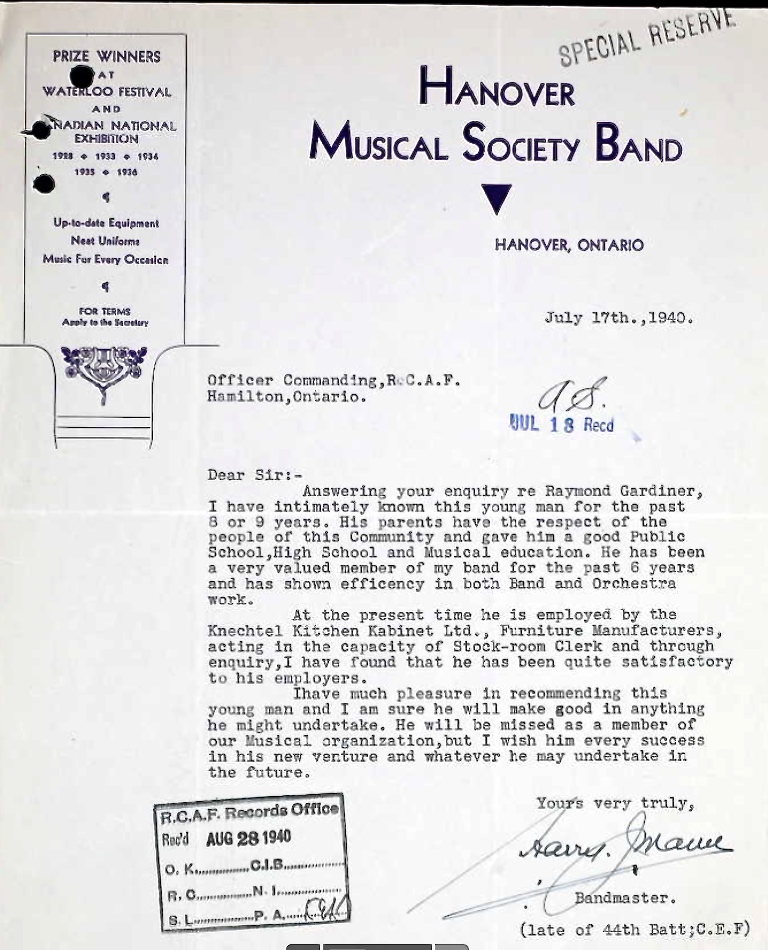 SPECIAL RESERVE
PRIZE WINNERS
AT
WATERLOO FESTIVAL
AND
NADIAN NATIONAL
EXHIBITION
1928 ✦ 1933 ✦ 1934
1935 ✦ 1936
Up-to-date Equipment
Neat Uniforms
Music For Every Occasion
FOR TERMS
Apply to the Secretary
HANOVER
MUSICAL SOCIETY BAND
HANOVER, ONTARIO
July 17th.,1940.
Officer Commanding,R.C.A.F.
Hamilton,Ontario.
JUL 18 Recd
Dear Sir:-
Answering your enquiry re Raymond Gardiner,
I have intimately known this young man for the past
8 or 9 years. His parents have the respect of the
people of this Community and gave him a good Public
School,High School and Musical education. He has been
a very valued member of my band for the past 6 years
and has shown efficency in both Band and Orchestra
work.
At the present time he is employed by the
Knechtel Kitchen Kabinet Ltd., Furniture Manufacturers,
acting in the capacity of Stock-room Clerk and through
enquiry,I have found that he has been quite satisfactory
to his employers.
Ihave much pleasure in recommending this
young man and I am sure he will make good in anything
he might undertake. He will be missed as a member of
our Musical organization,but I wish him every success
in his new venture and whatever he may undertake in
the future.
Yours very truly,
Harry.
Bandmaster.
(late of 44th Batt;C.E.F)
R.C.A.F. Records Office
Rec'd AUG 28 1940
O. K..............C.I.B..............
R. C..............N. I..............
S. L..............P. A.......